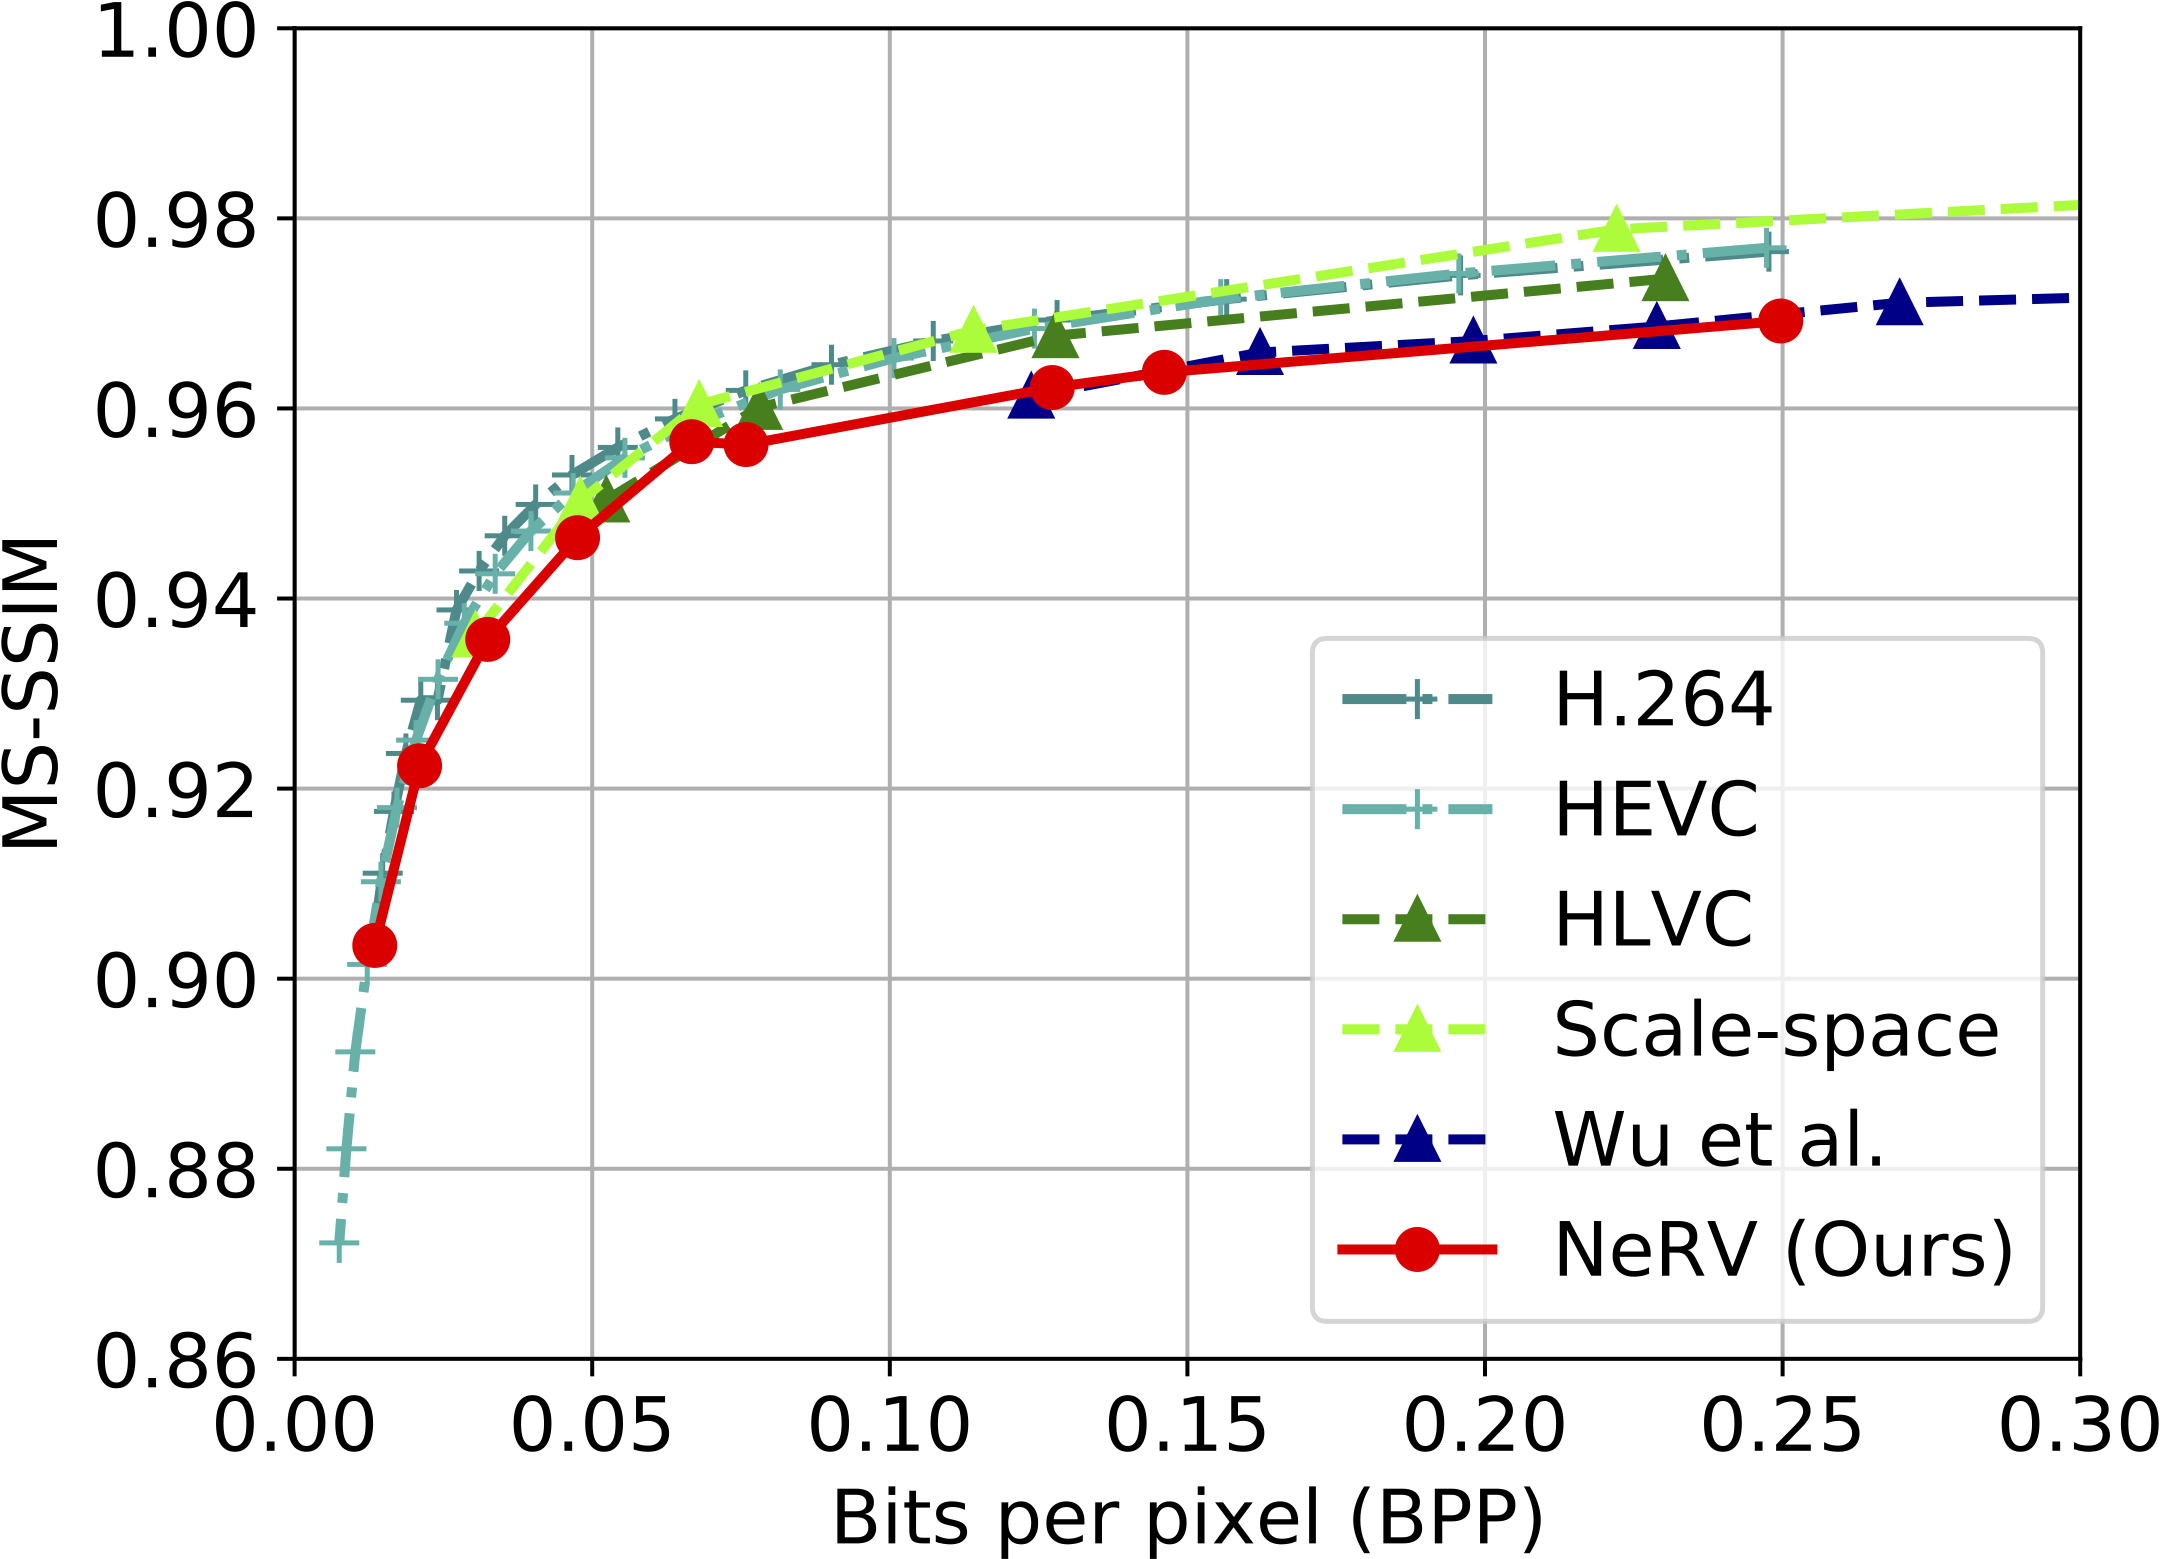 1.00
0.98
0.96
0.94
0.92
0.90
0.88
0.86
MS-SSIM
H.264
HEVC
HLVC
Scale-space
Wu et al.
NeRV (Ours)
0.00 0.05 0.10 0.15 0.20 0.25 0.30
Bits per pixel (BPP)